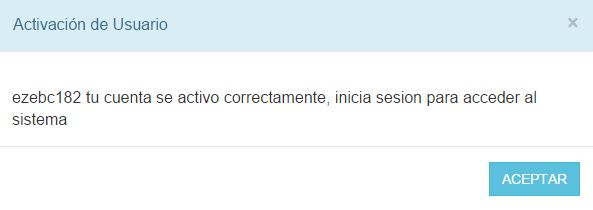 Activación de Usuario ×
ezebc182 tu cuenta se activo correctamente, inicia sesion para acceder al
sistema
ACEPTAR